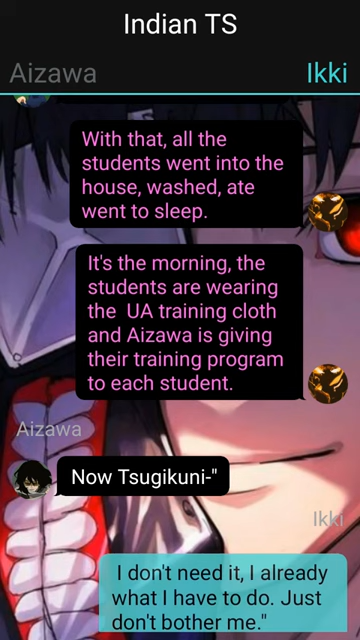 Indian TS
Aizawa
Ikki
With that, all the
students went into the
house, washed, ate
went to sleep.
It's the morning, the
students are wearing
the UA training cloth
and Aizawa is giving
their training program
to each student.
Aizawa
Now Tsugikuni-"
Ikki
I don't need it, I already
what I have to do. Just
don't bother me."